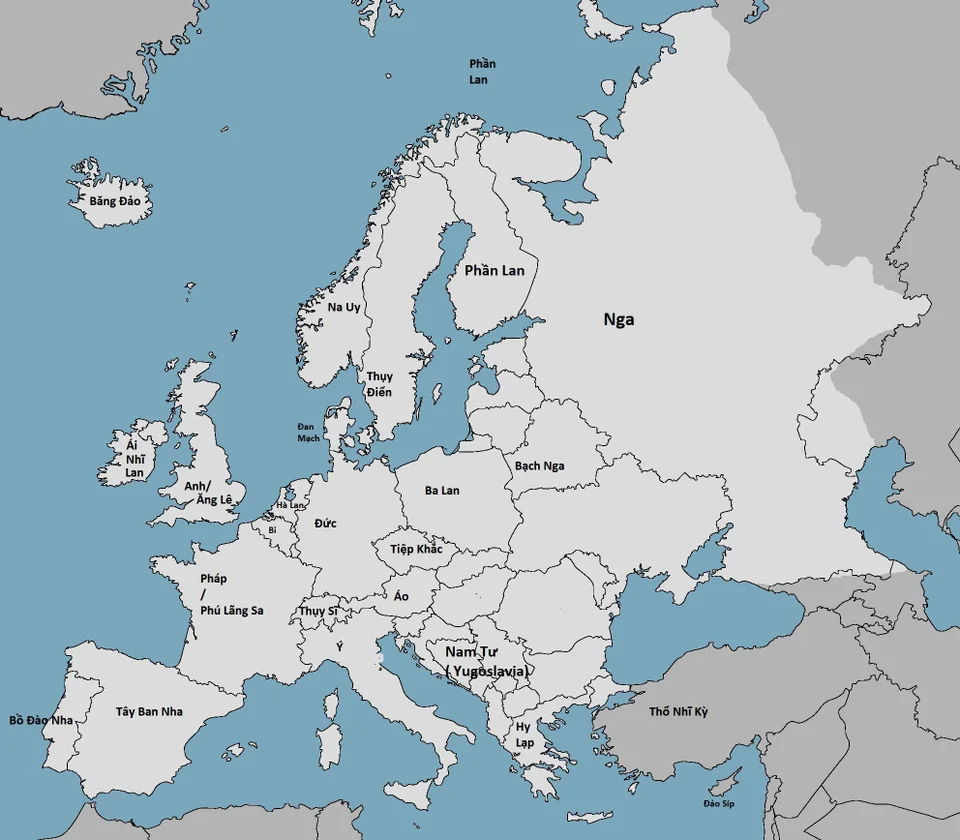 Phần
Lan
Băng Đảo
Phần Lan
Na Uy
Nga
Thụy
Điển
Đan
Mạch
Ái
Nhĩ
Lan
Bạch Nga
Anh/
Ăng Lê
Ba Lan
Hà Lan
Đức
Bỉ
Tiệp Khắc
Pháp
/
Phú Lãng Sa
Áo
Thụy Sĩ
Ý
Nam Tư
( Yugoslavia)
Bồ Đào Nha
Tây Ban Nha
Thổ Nhĩ Kỳ
Hy
Lạp
Đảo Síp